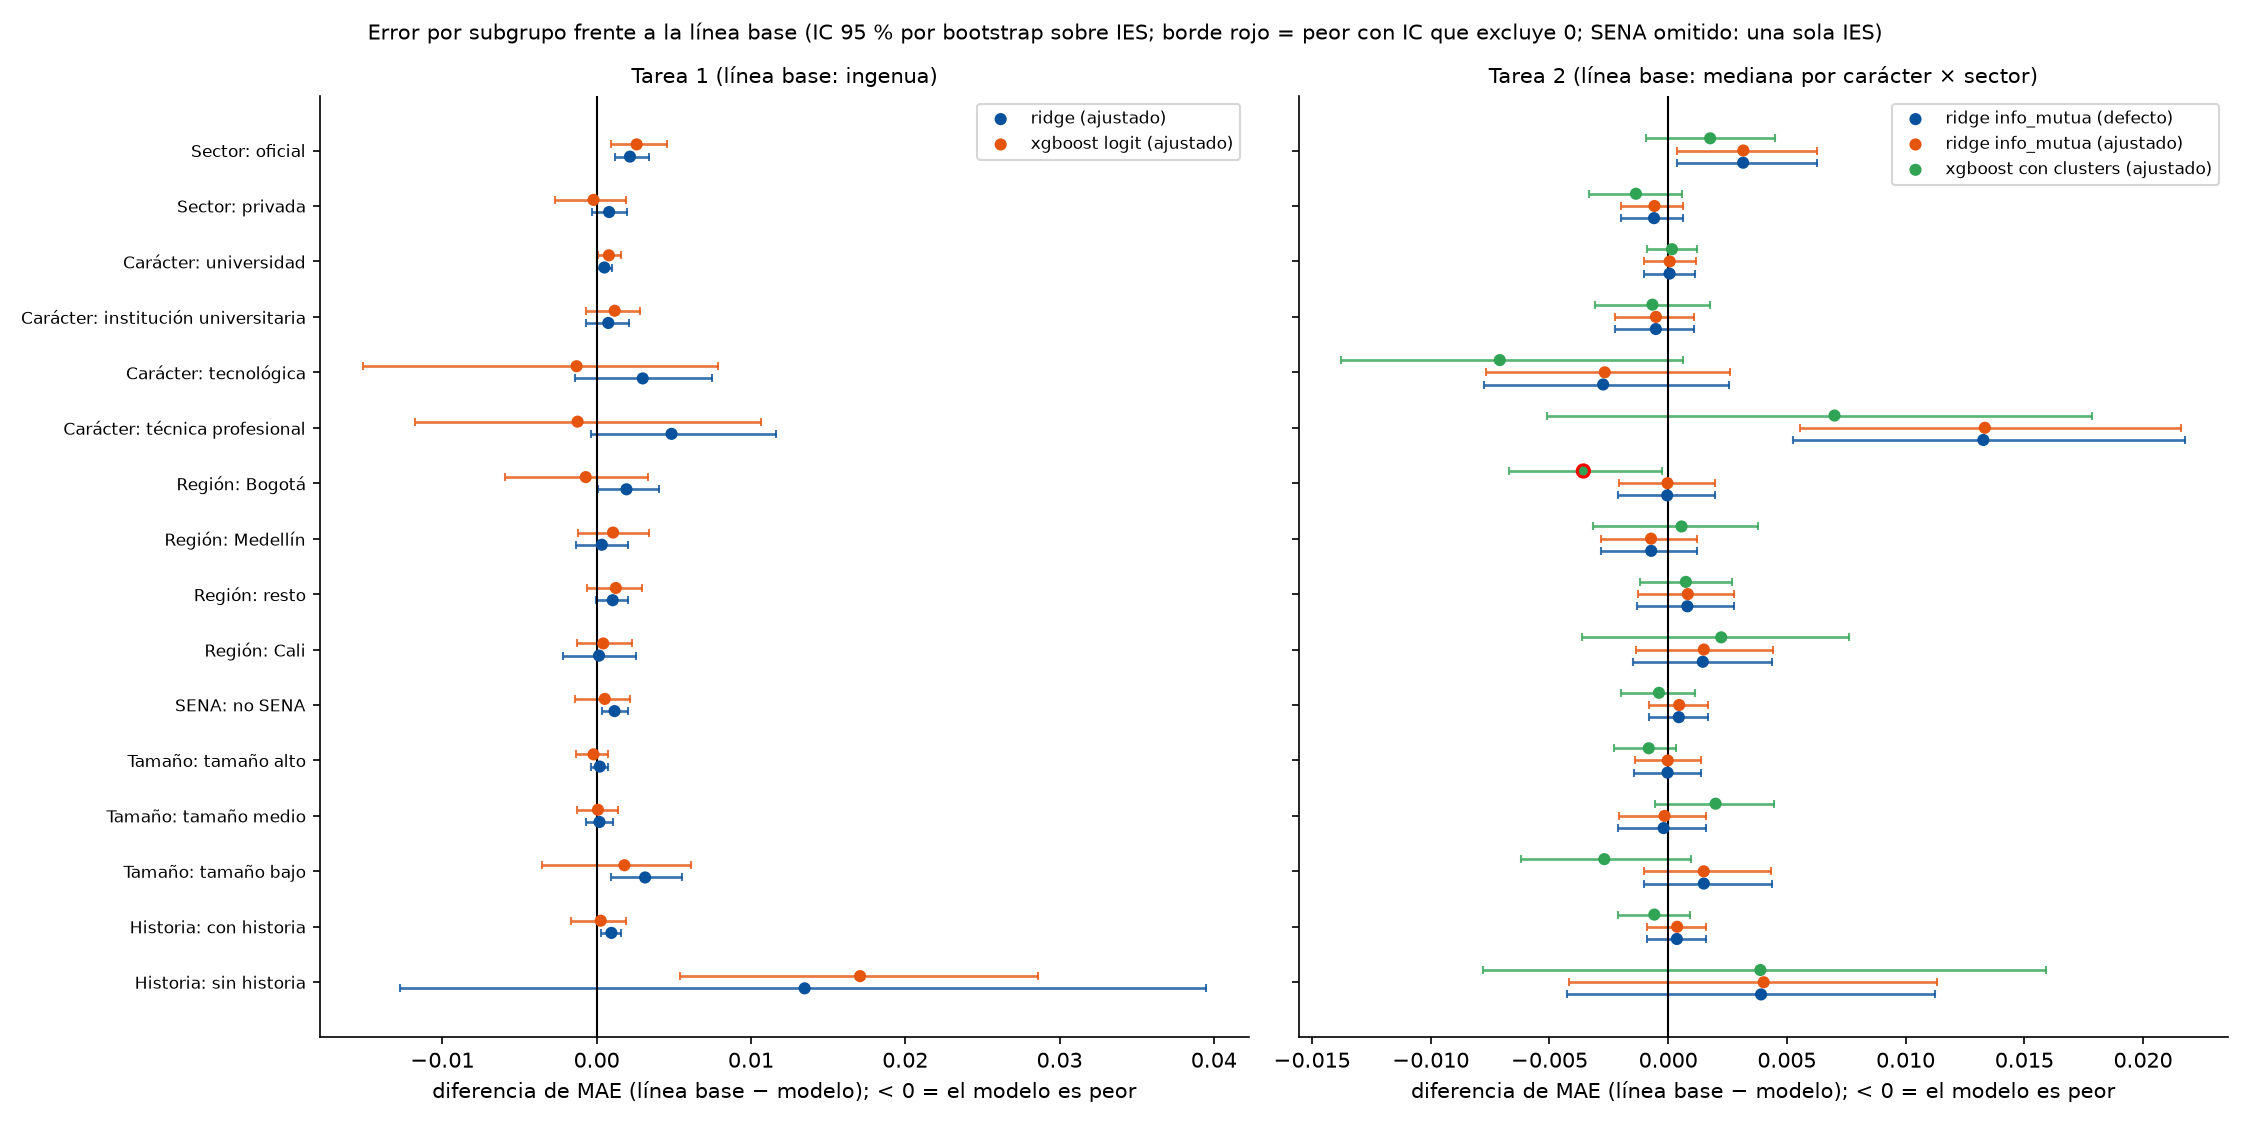 Error por subgrupo frente a la línea base (IC 95 % por bootstrap sobre IES; borde rojo = peor con IC que excluye 0; SENA omitido: una sola IES)
Tarea 1 (línea base: ingenua)
ridge (ajustado)
xgboost logit (ajustado)
Sector: oficial
Sector: privada
Carácter: universidad
Carácter: institución universitaria
Carácter: tecnológica
Carácter: técnica profesional
Región: Bogotá
Región: Medellín
Región: resto
Región: Cali
SENA: no SENA
Tamaño: tamaño alto
Tamaño: tamaño medio
Tamaño: tamaño bajo
Historia: con historia
Historia: sin historia
−0.01 0.00 0.01 0.02 0.03 0.04
diferencia de MAE (línea base − modelo); < 0 = el modelo es peor
Tarea 2 (línea base: mediana por carácter × sector)
ridge info_mutua (defecto)
ridge info_mutua (ajustado)
xgboost con clusters (ajustado)
−0.015 −0.010 −0.005 0.000 0.005 0.010 0.015 0.020
diferencia de MAE (línea base − modelo); < 0 = el modelo es peor